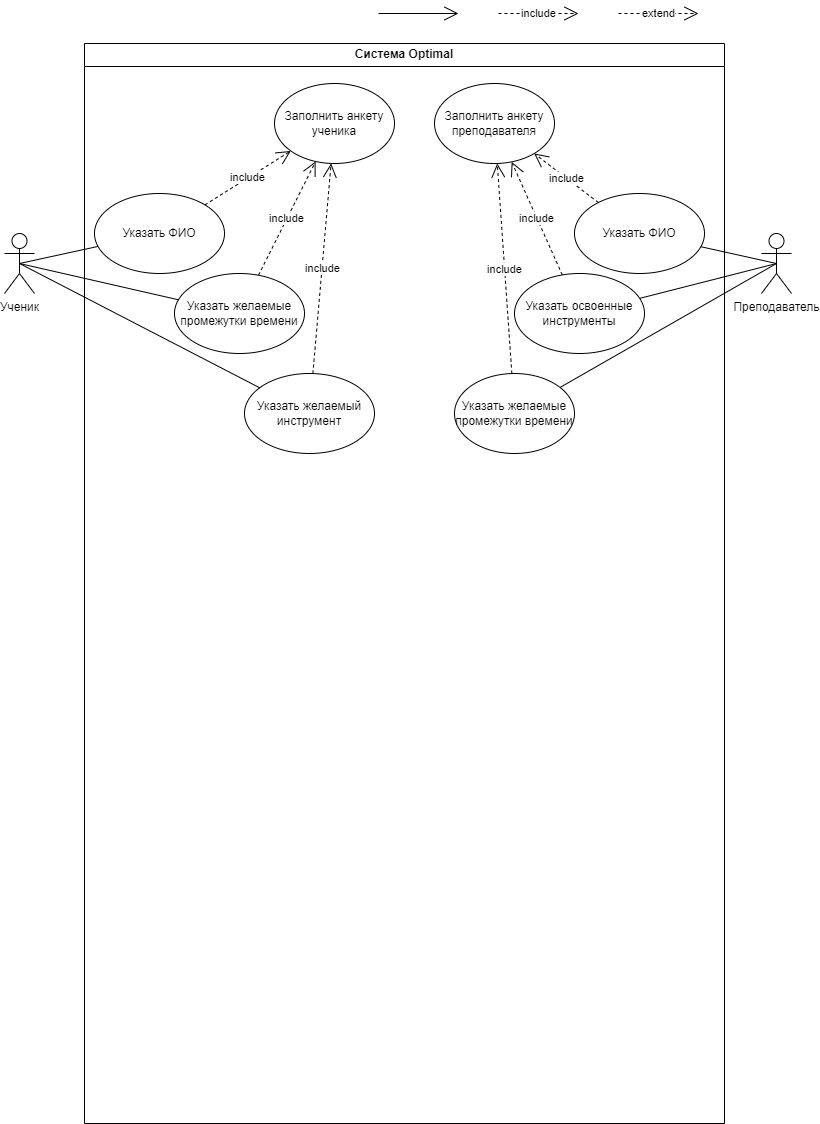 include
extend
Система Optimal
Заполнить анкету
ученика
Заполнить анкету
преподавателя
include
include
include
include
include
include
Указать ФИО
Указать ФИО
Ученик
Преподаватель
Указать желаемые
промежутки времени
Указать освоенные
инструменты
Указать желаемый
инструмент
Указать желаемые
промежутки времени